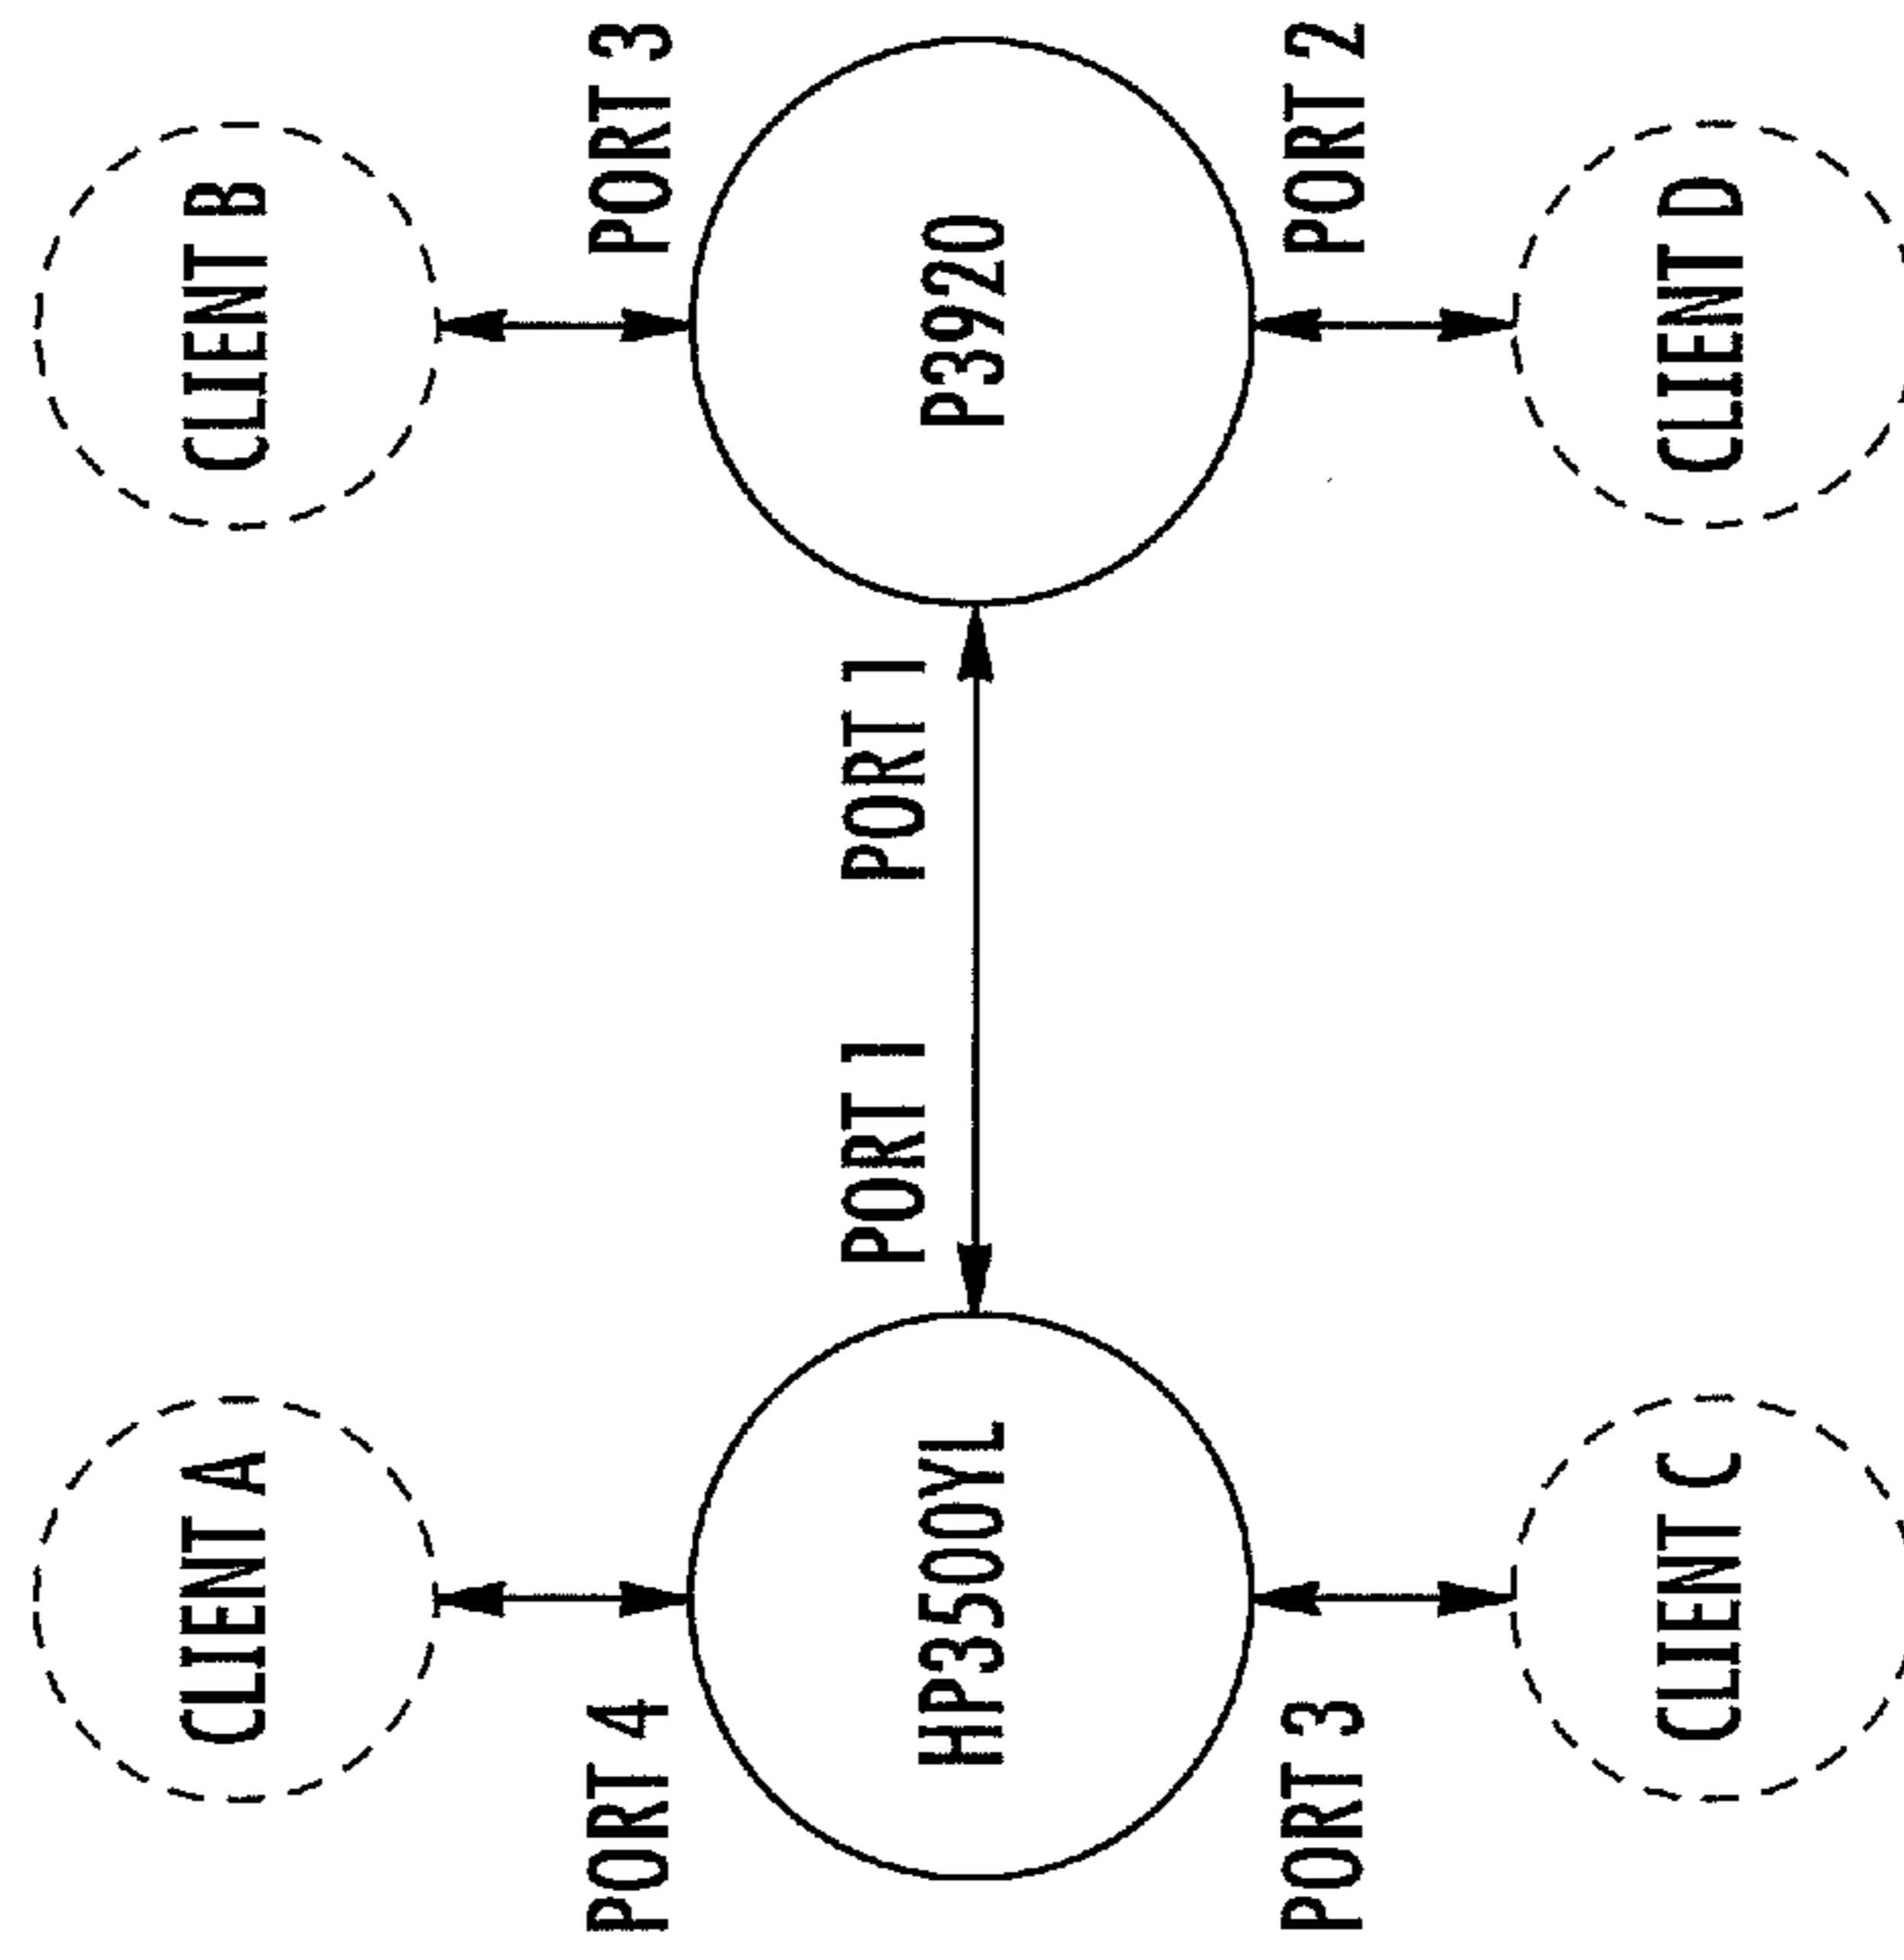 CLIENT A
CLIENT B
PORT 4
PORT 3
PORT 1
PORT 1
HP3500YL
P3920
PORT 3
PORT 2
CLIENT C
CLIENT D